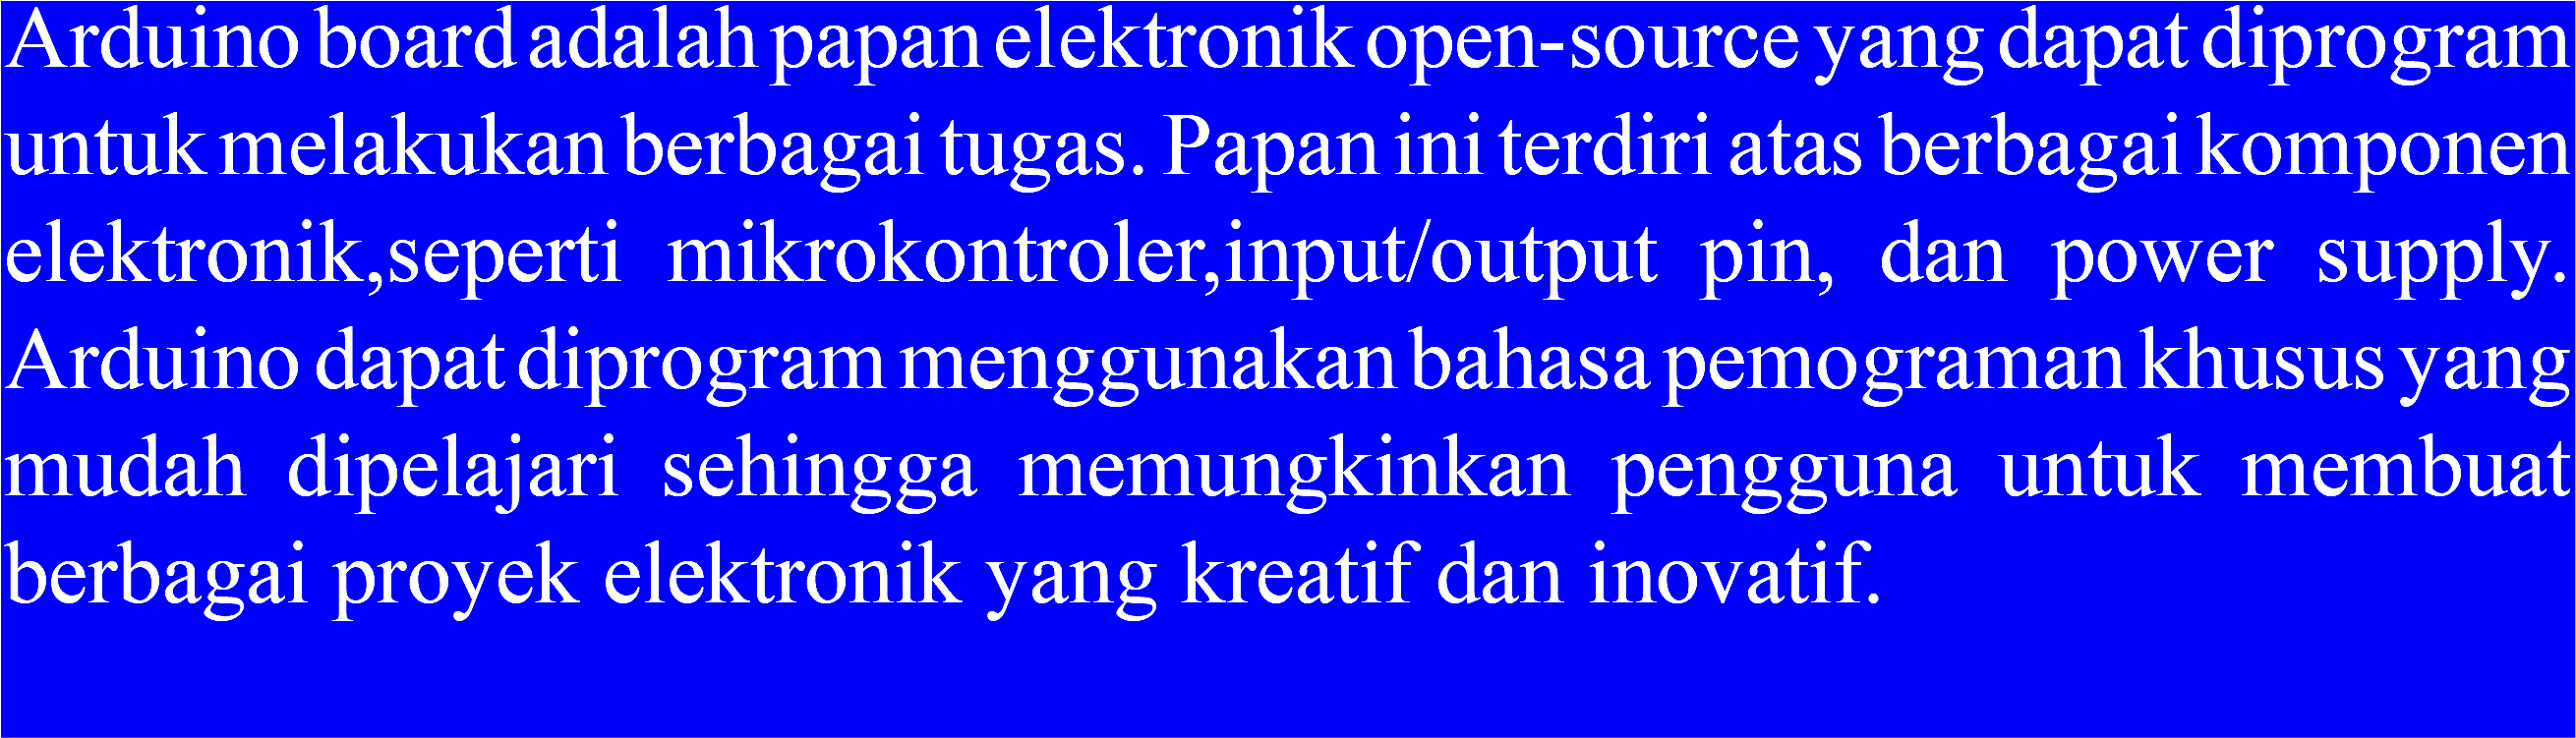 Arduino board adalah papan elektronik open-source yang dapat diprogram
untuk melakukan berbagai tugas. Papan ini terdiri atas berbagai komponen
elektronik,seperti mikrokontroler,input/output pin, dan power supply.
Arduino dapat diprogram menggunakan bahasa pemograman khusus yang
mudah dipelajari sehingga memungkinkan pengguna untuk membuat
berbagai proyek elektronik yang kreatif dan inovatif.